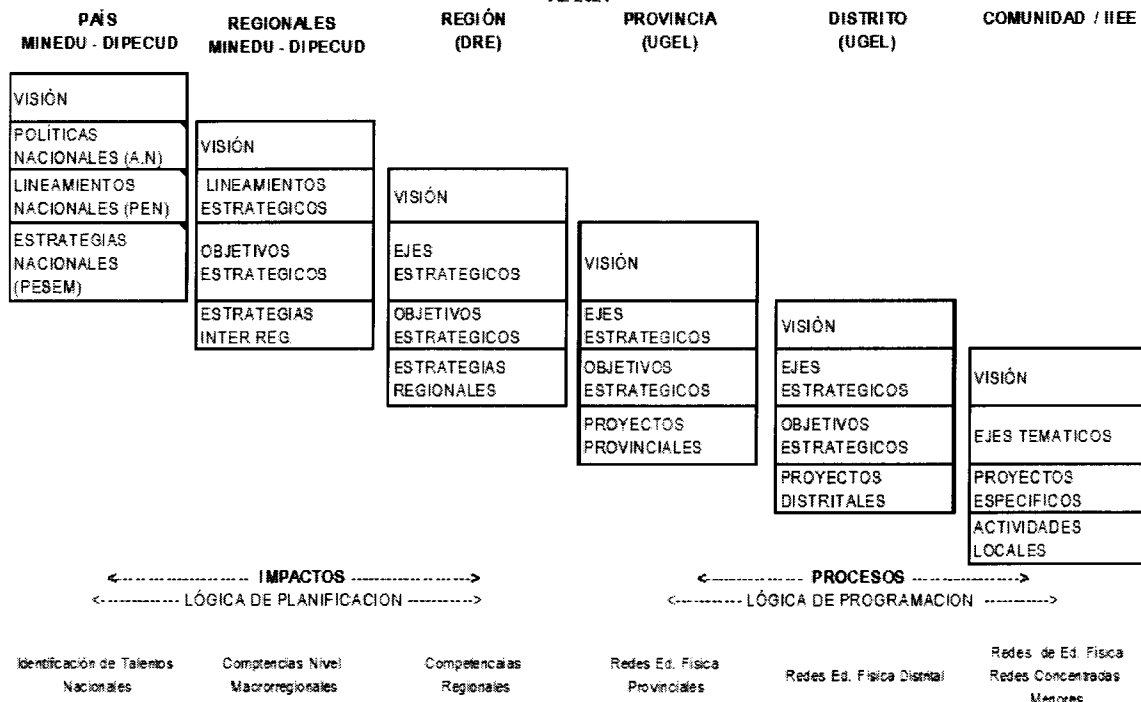 PAÍS
MINEDU - DIPECUD
REGIONALES
MINEDU - DIPECUD
REGIÓN
(DRE)
PROVINCIA
(UGEL)
DISTRITO
(UGEL)
COMUNIDAD / IIEE
VISIÓN
POLÍTICAS
NACIONALES (A.N)
LINEAMIENTOS
NACIONALES (PEN)
ESTRATEGIAS
NACIONALES
(PESEM)
VISIÓN
LINEAMIENTOS
ESTRATEGICOS
OBJETIVOS
ESTRATEGICOS
ESTRATEGIAS
INTER REG.
VISIÓN
EJES
ESTRATEGICOS
OBJETIVOS
ESTRATEGICOS
ESTRATEGIAS
REGIONALES
VISIÓN
EJES
ESTRATEGICOS
OBJETIVOS
ESTRATEGICOS
PROYECTOS
PROVINCIALES
VISIÓN
EJES
ESTRATEGICOS
OBJETIVOS
ESTRATEGICOS
PROYECTOS
DISTRITALES
VISIÓN
EJES TEMATICOS
PROYECTOS
ESPECIFICOS
ACTIVIDADES
LOCALES
<--------------------- IMPACTOS -------------------->
<------------- LÓGICA DE PLANIFICACION ----------->
<----------------- PROCESOS ------------------->
<----------- LÓGICA DE PROGRAMACION ----------->
Identificación de Talentos
Nacionales
Comptencias Nivel
Macrorregionales
Competencaias
Regionales
Redes Ed. Fisica
Provinciales
Redes Ed. Fisica Distrital
Redes de Ed. Fisica
Redes Concentradas
Menores